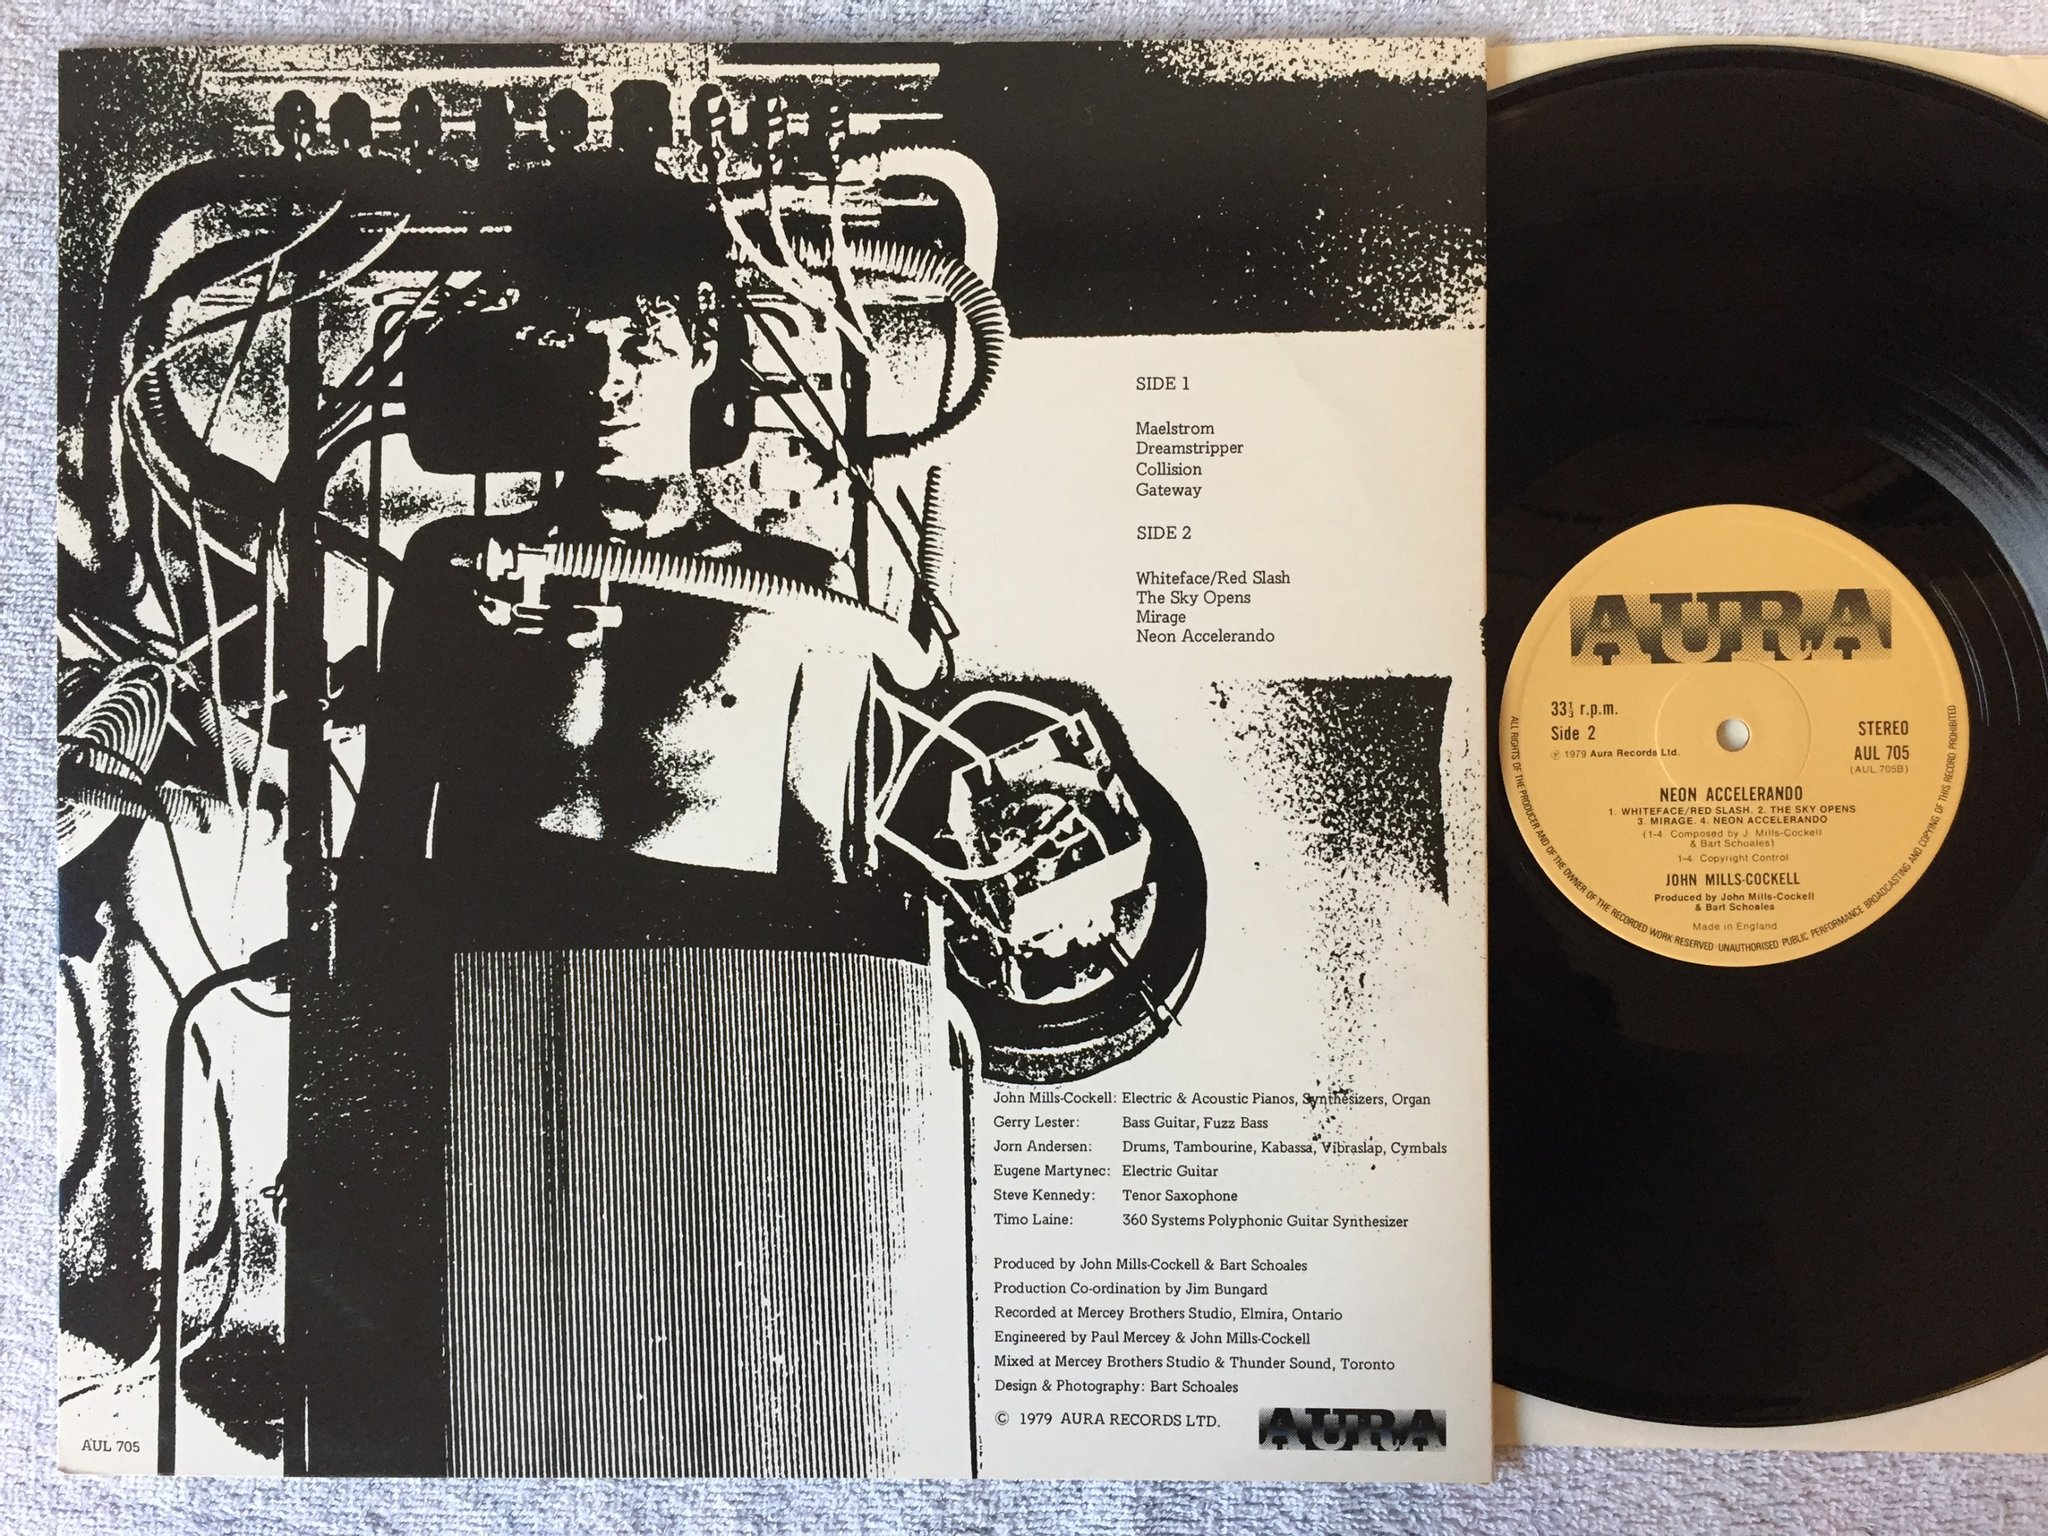 SIDE 1
Maelstrom
Dreamstripper
Collision
Gateway
SIDE 2
Whiteface/Red Slash
The Sky Opens
Mirage
Neon Accelerando
John Mills-Cockell: Electric & Acoustic Pianos, Synthesizers, Organ
Gerry Lester: Bass Guitar, Fuzz Bass
Jorn Andersen: Drums, Tambourine, Kabassa, Vibraslap, Cymbals
Eugene Martynec: Electric Guitar
Steve Kennedy: Tenor Saxophone
Timo Laine: 360 Systems Polyphonic Guitar Synthesizer
Produced by John Mills-Cockell & Bart Schoales
Production Co-ordination by Jim Bungard
Recorded at Mercey Brothers Studio, Elmira, Ontario
Engineered by Paul Mercey & John Mills-Cockell
Mixed at Mercey Brothers Studio & Thunder Sound, Toronto
Design & Photography: Bart Schoales
© 1979 AURA RECORDS LTD.
AURA
AUL 705
AURA
33⅓ r.p.m.
Side 2
℗ 1979 Aura Records Ltd.
STEREO
AUL 705
(AUL 705B)
NEON ACCELERANDO
1. WHITEFACE/RED SLASH. 2. THE SKY OPENS
3. MIRAGE. 4. NEON ACCELERANDO
(1-4. Composed by J. Mills-Cockell
& Bart Schoales)
1-4. Copyright Control
JOHN MILLS-COCKELL
Produced by John Mills-Cockell
& Bart Schoales
Made in England
ALL RIGHTS OF THE PRODUCER AND OF THE OWNER OF THE RECORDED WORK RESERVED UNAUTHORISED PUBLIC PERFORMANCE BROADCASTING AND COPYING OF THIS RECORD PROHIBITED